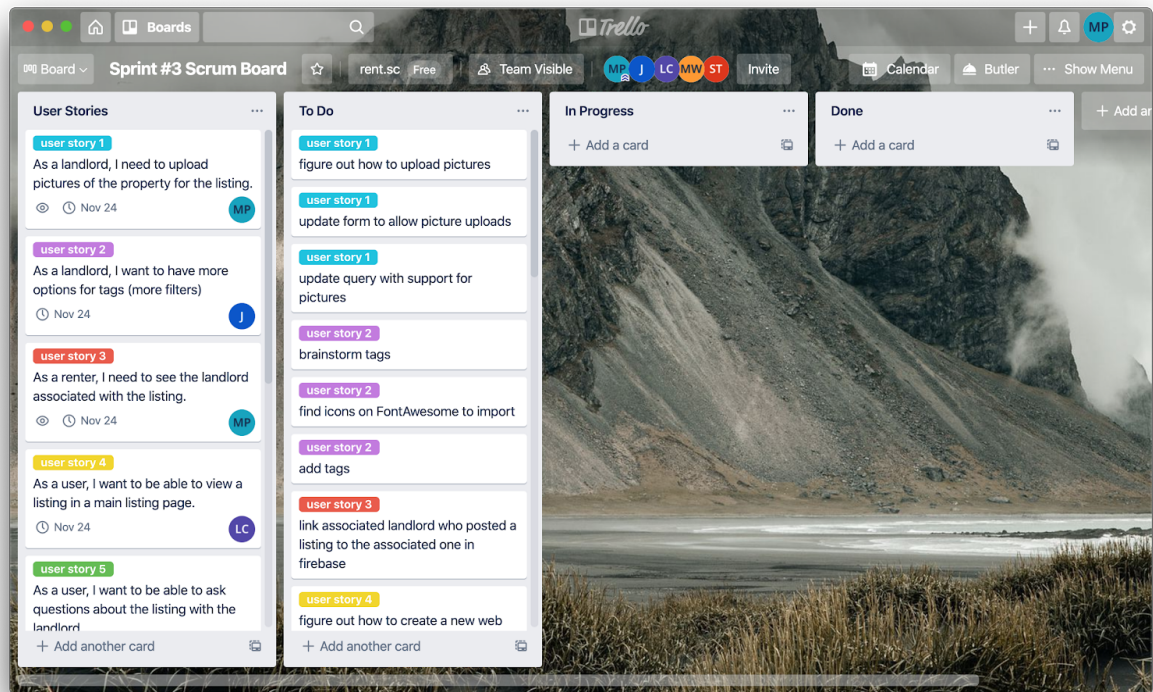 Boards
Trello
MP
Board
Sprint #3 Scrum Board
rent.sc Free
Team Visible
MP J LC MW ST
Invite
Calendar
Butler
Show Menu
User Stories
user story 1
As a landlord, I need to upload
pictures of the property for the listing.
Nov 24
MP
user story 2
As a landlord, I want to have more
options for tags (more filters)
Nov 24
J
user story 3
As a renter, I need to see the landlord
associated with the listing.
Nov 24
MP
user story 4
As a user, I want to be able to view a
listing in a main listing page.
Nov 24
LC
user story 5
As a user, I want to be able to ask
questions about the listing with the
landlord
+ Add another card
To Do
user story 1
figure out how to upload pictures
user story 1
update form to allow picture uploads
user story 1
update query with support for
pictures
user story 2
brainstorm tags
user story 2
find icons on FontAwesome to import
user story 2
add tags
user story 3
link associated landlord who posted a
listing to the associated one in
firebase
user story 4
figure out how to create a new web
+ Add another card
In Progress
+ Add a card
Done
+ Add a card
+ Add ar